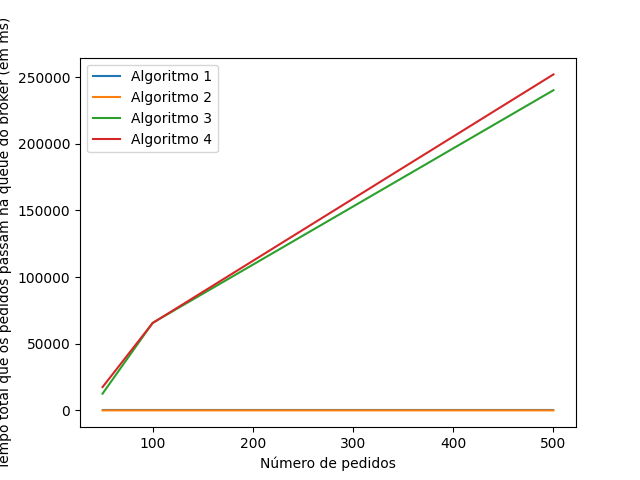 Tempo total que os pedidos passam na queue do broker (em ms)
250000
200000
150000
100000
50000
0
Algoritmo 1
Algoritmo 2
Algoritmo 3
Algoritmo 4
100 200 300 400 500
Número de pedidos